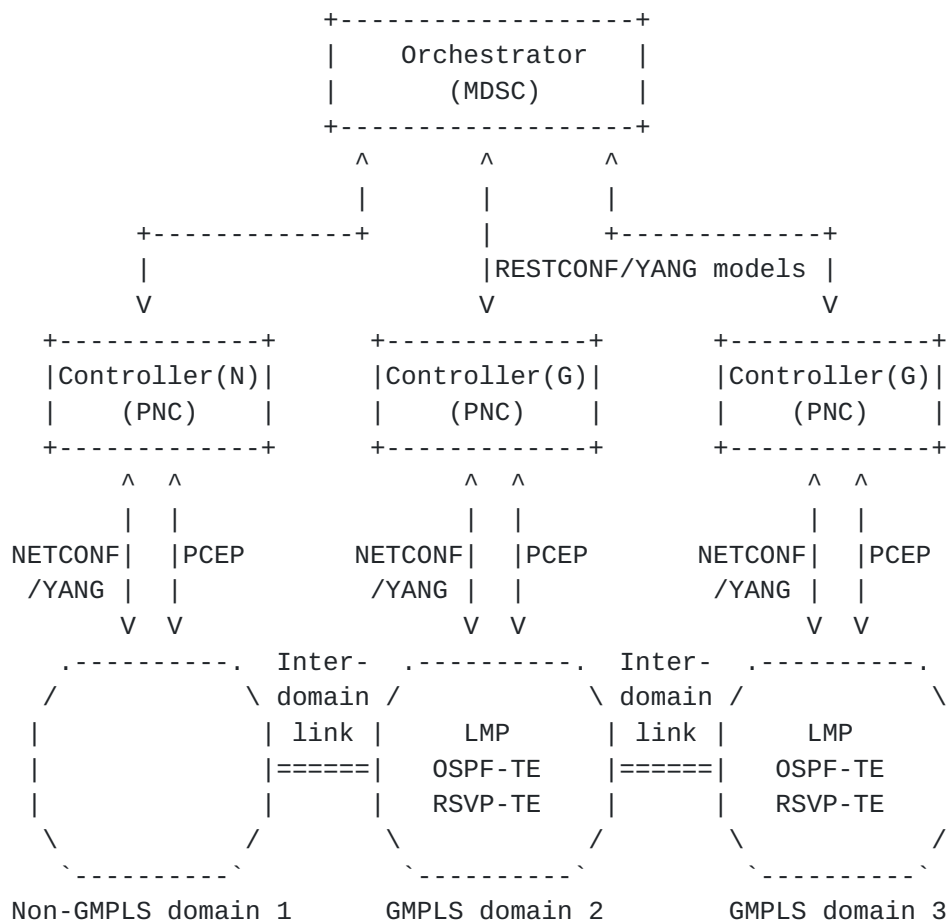 Orchestrator
(MDSC)
RESTCONF/YANG models
Controller(N) Controller(G) Controller(G)
(PNC) (PNC) (PNC)
NETCONF PCEP NETCONF PCEP NETCONF PCEP
/YANG /YANG /YANG
Inter- Inter-
domain domain
link LMP link LMP
OSPF-TE OSPF-TE
RSVP-TE RSVP-TE
Non-GMPLS domain 1 GMPLS domain 2 GMPLS domain 3